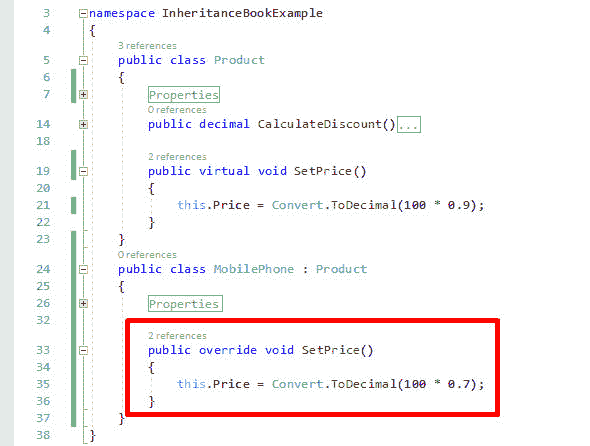 3 namespace InheritanceBookExample
4 {
3 references
5 public class Product
6 {
7 Properties
0 references
14 public decimal CalculateDiscount()...
18
2 references
19 public virtual void SetPrice()
20 {
21 this.Price = Convert.ToDecimal(100 * 0.9);
22 }
23 }
0 references
24 public class MobilePhone : Product
25 {
26 Properties
32
2 references
33 public override void SetPrice()
34 {
35 this.Price = Convert.ToDecimal(100 * 0.7);
36 }
37 }
38 }